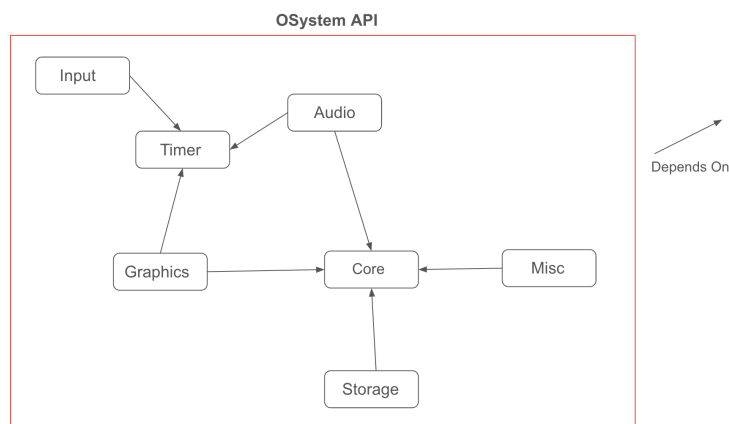 OSystem API
Input
Audio
Timer
Depends On
Graphics
Core
Misc
Storage